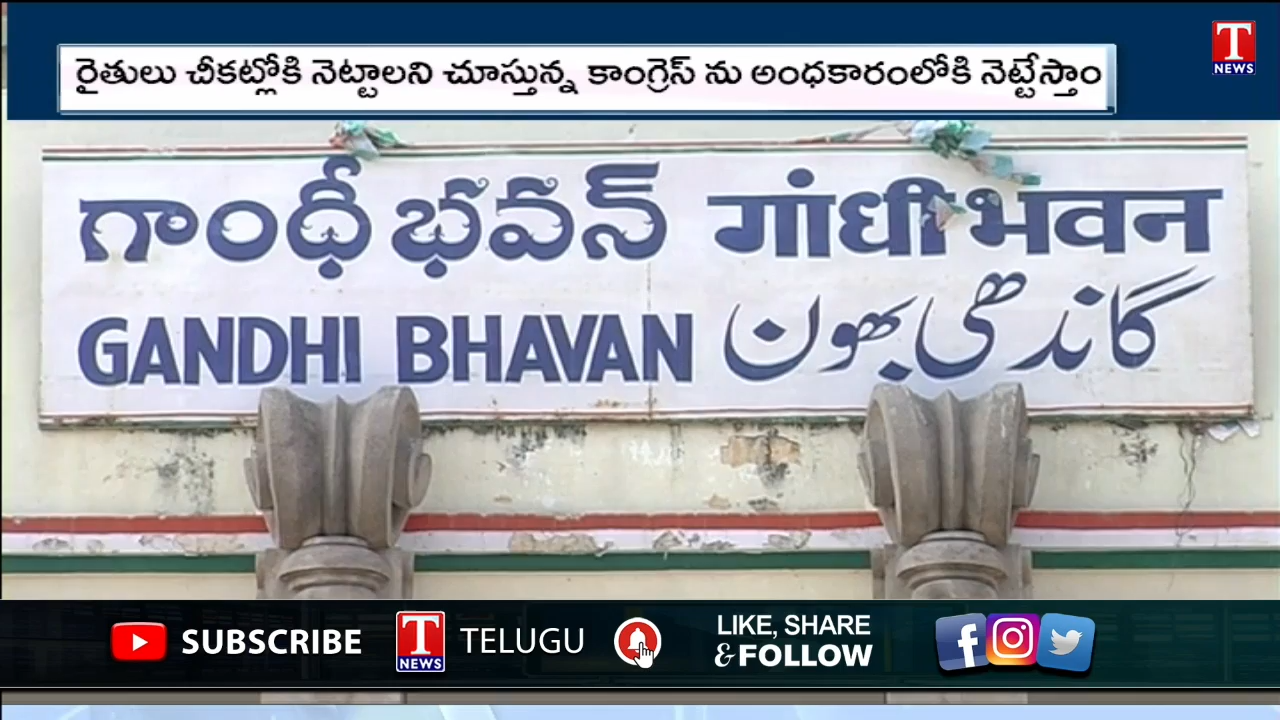 T
NEWS
రైతులు చీకట్లోకి నెట్టాలని చూస్తున్న కాంగ్రెస్ ను అంధకారంలోకి నెట్టేస్తాం
గాంధీ భవన్ गांधी भवन
GANDHI BHAVAN گاندھی بھون
SUBSCRIBE
T
NEWS
TELUGU
LIKE, SHARE
& FOLLOW